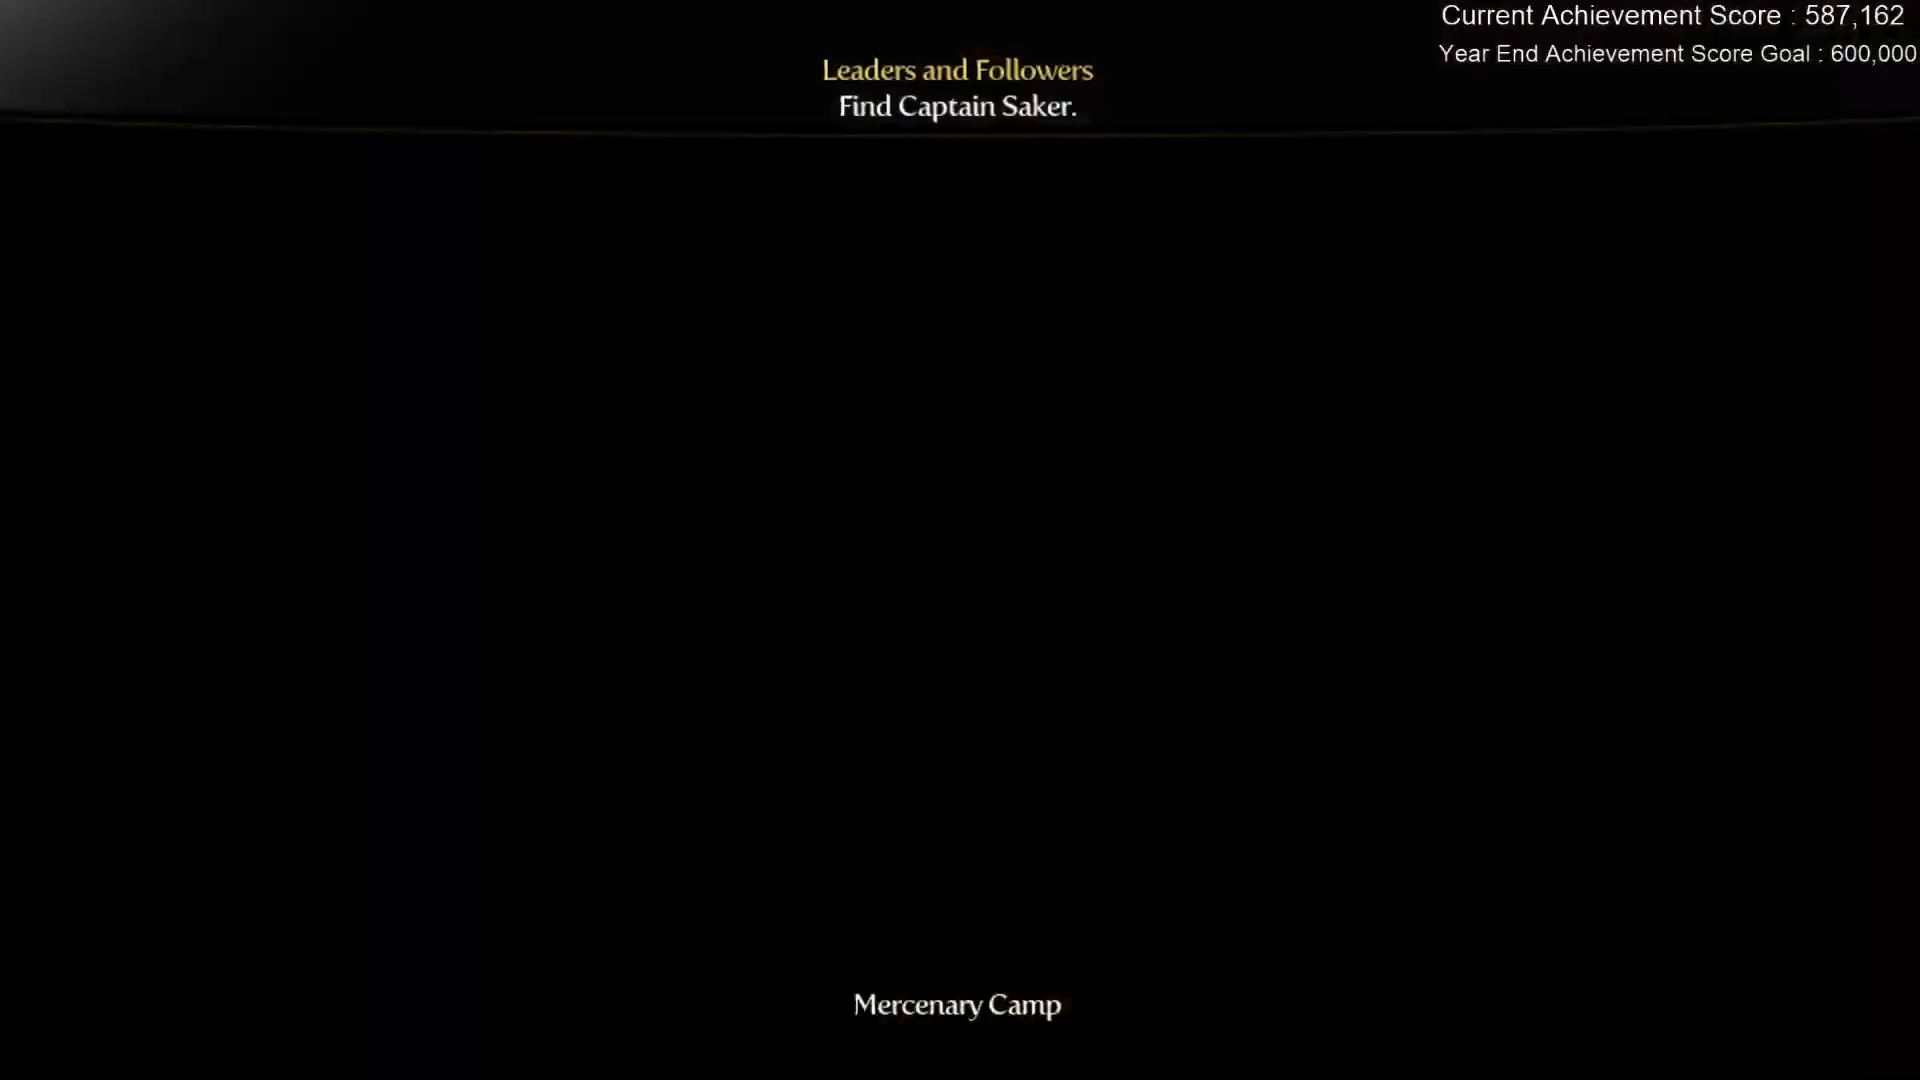 Current Achievement Score : 587,162
Year End Achievement Score Goal : 600,000
Leaders and Followers
Find Captain Saker.
Mercenary Camp